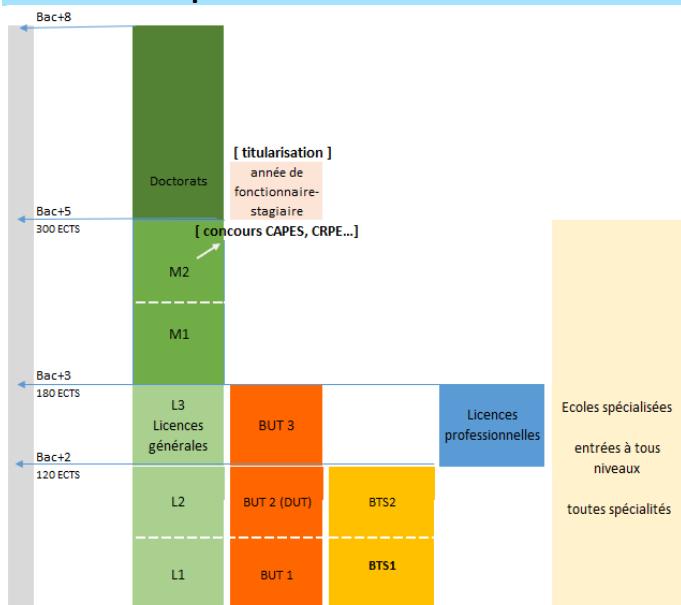 Bac+8
[ titularisation ]
année de
fonctionnaire-
stagiaire
Doctorats
Bac+5
300 ECTS
[ concours CAPES, CRPE...]
M2
M1
Bac+3
180 ECTS
L3
Licences
générales
BUT 3
Licences
professionnelles
Ecoles spécialisées
entrées à tous
niveaux
toutes spécialités
Bac+2
120 ECTS
L2
BUT 2 (DUT)
BTS2
L1
BUT 1
BTS1